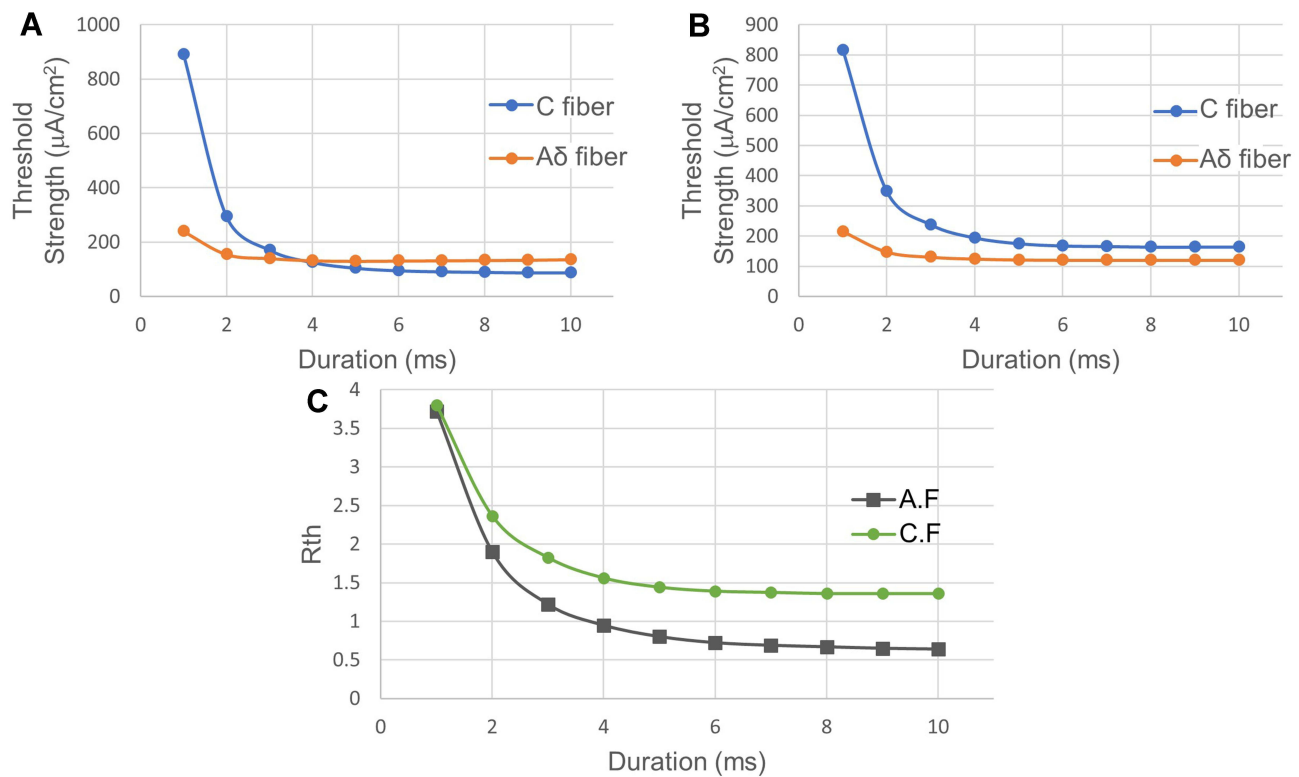 A
Threshold
Strength (μA/cm²)
1000
800
600
400
200
0
C fiber
Aδ fiber
0 2 4 6 8 10
Duration (ms)
B
Threshold
Strength (μA/cm²)
900
800
700
600
500
400
300
200
100
0
C fiber
Aδ fiber
0 2 4 6 8 10
Duration (ms)
C
Rth
4
3.5
3
2.5
2
1.5
1
0.5
0
A.F
C.F
0 2 4 6 8 10
Duration (ms)